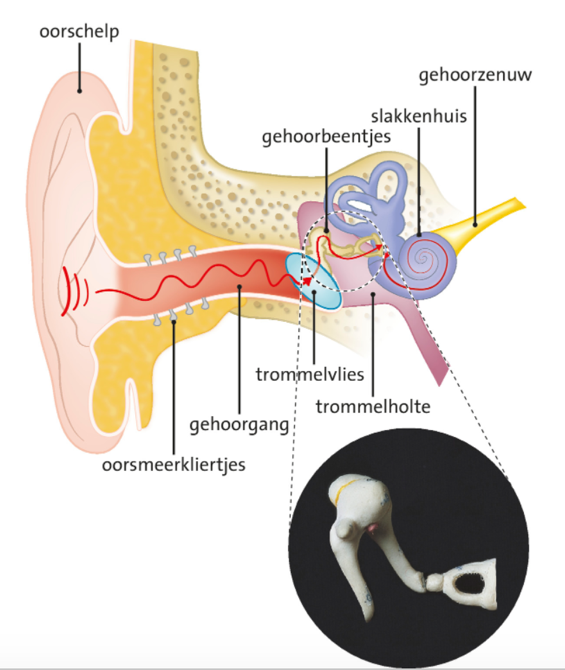 oorschelp
gehoorzenuw
slakkenhuis
gehoorbeentjes
trommelvlies
trommelholte
gehoorgang
oorsmeerkliertjes